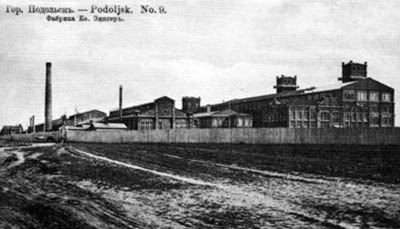 Гор. Подольскъ. — Podoljsk. No. 9.
Фабрика Ко. Зингеръ.